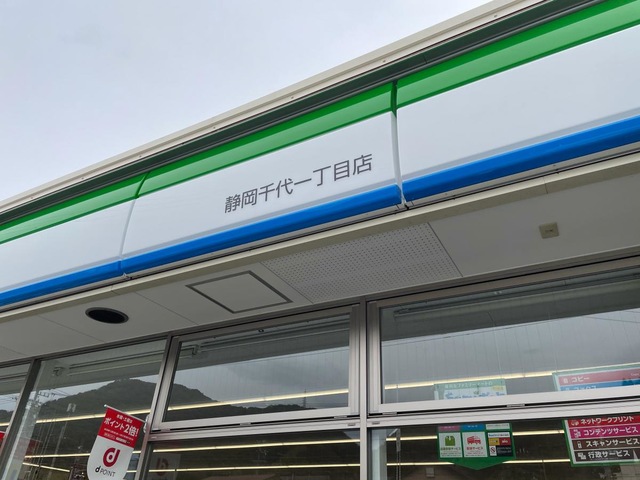 静岡千代一丁目店
ポイント2倍!
d POINT
コピー
ネットワークプリント
コンテンツサービス
スキャンサービス
行政サービス